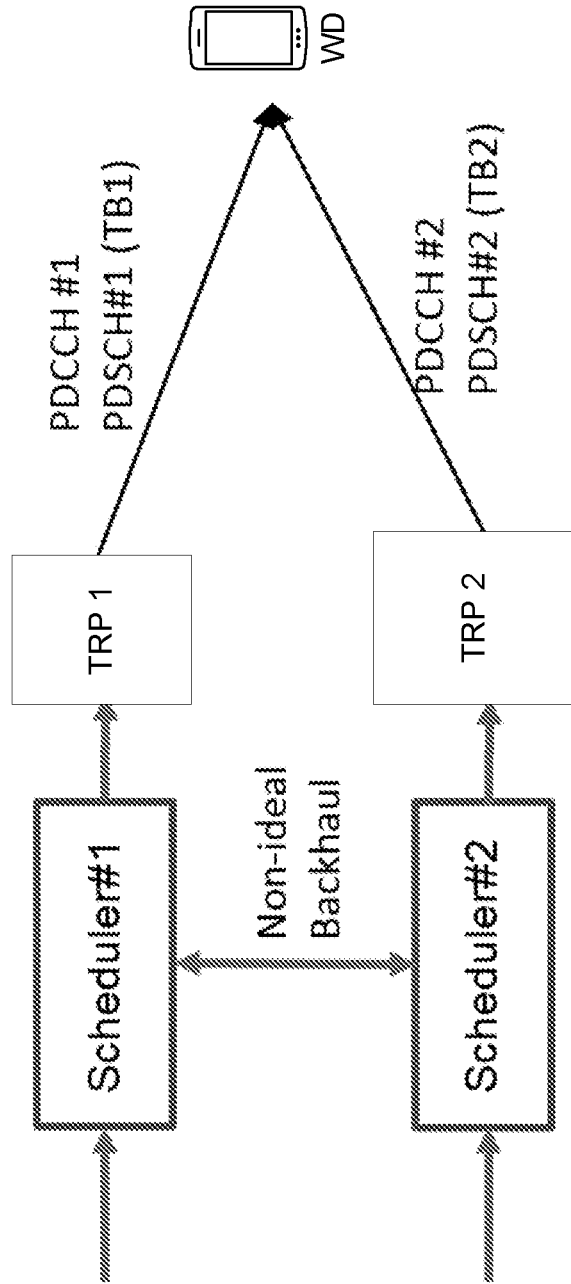 Scheduler#1
TRP 1
PDCCH #1
PDSCH#1 (TB1)
Non-ideal
Backhaul
WD
Scheduler#2
TRP 2
PDCCH #2
PDSCH#2 (TB2)